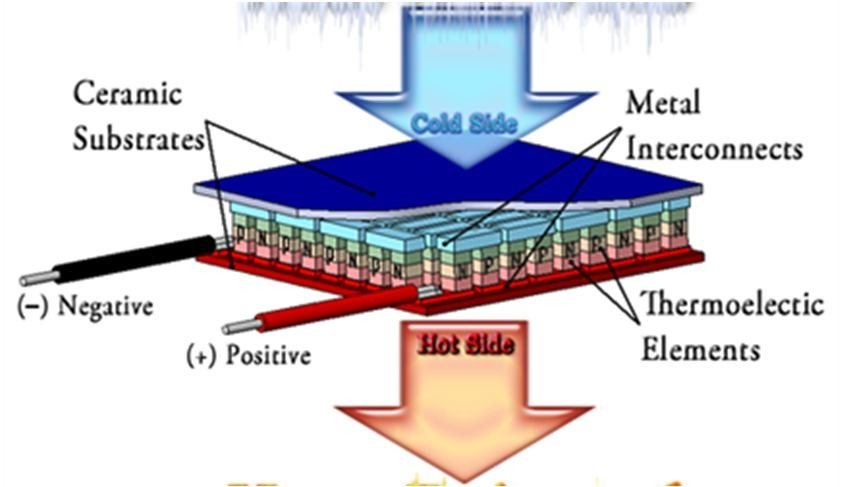 Ceramic
Substrates
Cold Side
Metal
Interconnects
P N P N P N P N
N P N P N P N P N
(−) Negative
(+) Positive
Hot Side
Thermoelectic
Elements